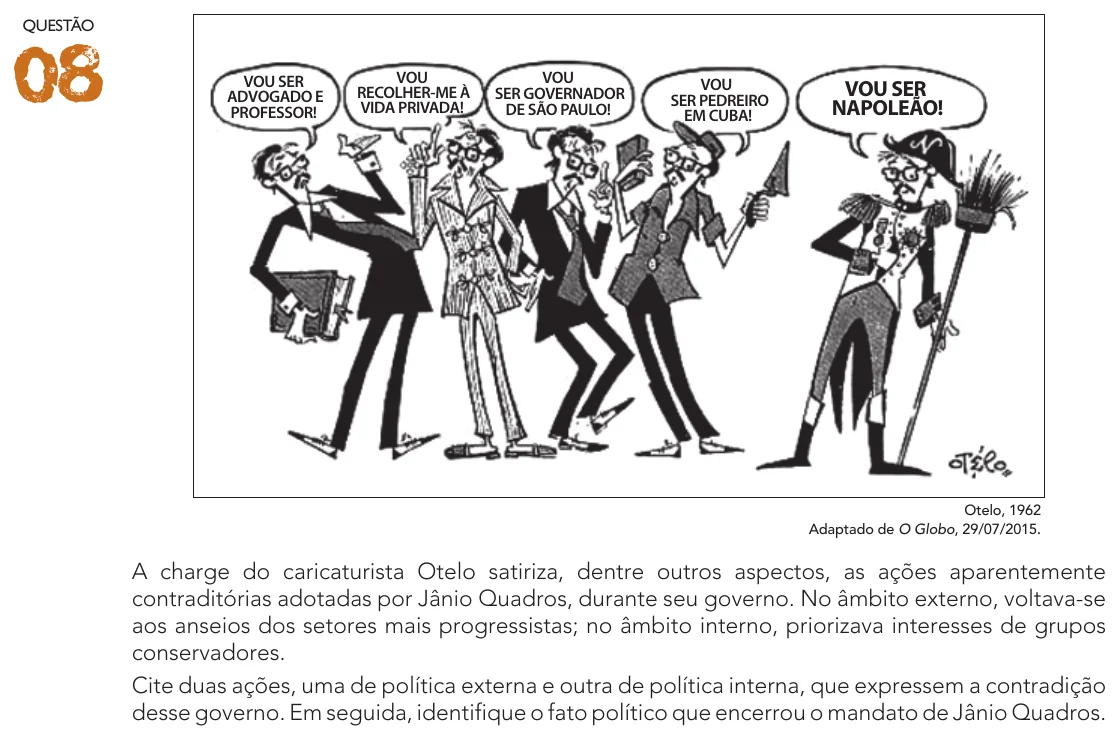 QUESTÃO
08
VOU SER
ADVOGADO E
PROFESSOR!
VOU
RECOLHER-ME À
VIDA PRIVADA!
VOU
SER GOVERNADOR
DE SÃO PAULO!
VOU
SER PEDREIRO
EM CUBA!
VOU SER
NAPOLEÃO!
N
OTÉLO
Otelo, 1962
Adaptado de O Globo, 29/07/2015.
A charge do caricaturista Otelo satiriza, dentre outros aspectos, as ações aparentemente
contraditórias adotadas por Jânio Quadros, durante seu governo. No âmbito externo, voltava-se
aos anseios dos setores mais progressistas; no âmbito interno, priorizava interesses de grupos
conservadores.
Cite duas ações, uma de política externa e outra de política interna, que expressem a contradição
desse governo. Em seguida, identifique o fato político que encerrou o mandato de Jânio Quadros.